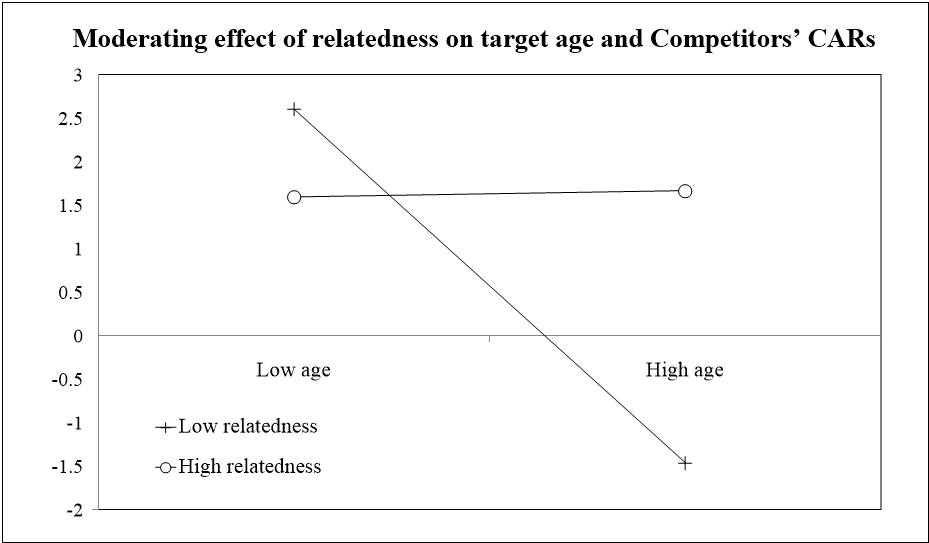 Moderating effect of relatedness on target age and Competitors’ CARs
3
2.5
2
1.5
1
0.5
0
-0.5
-1
-1.5
-2
Low age
High age
Low relatedness
High relatedness